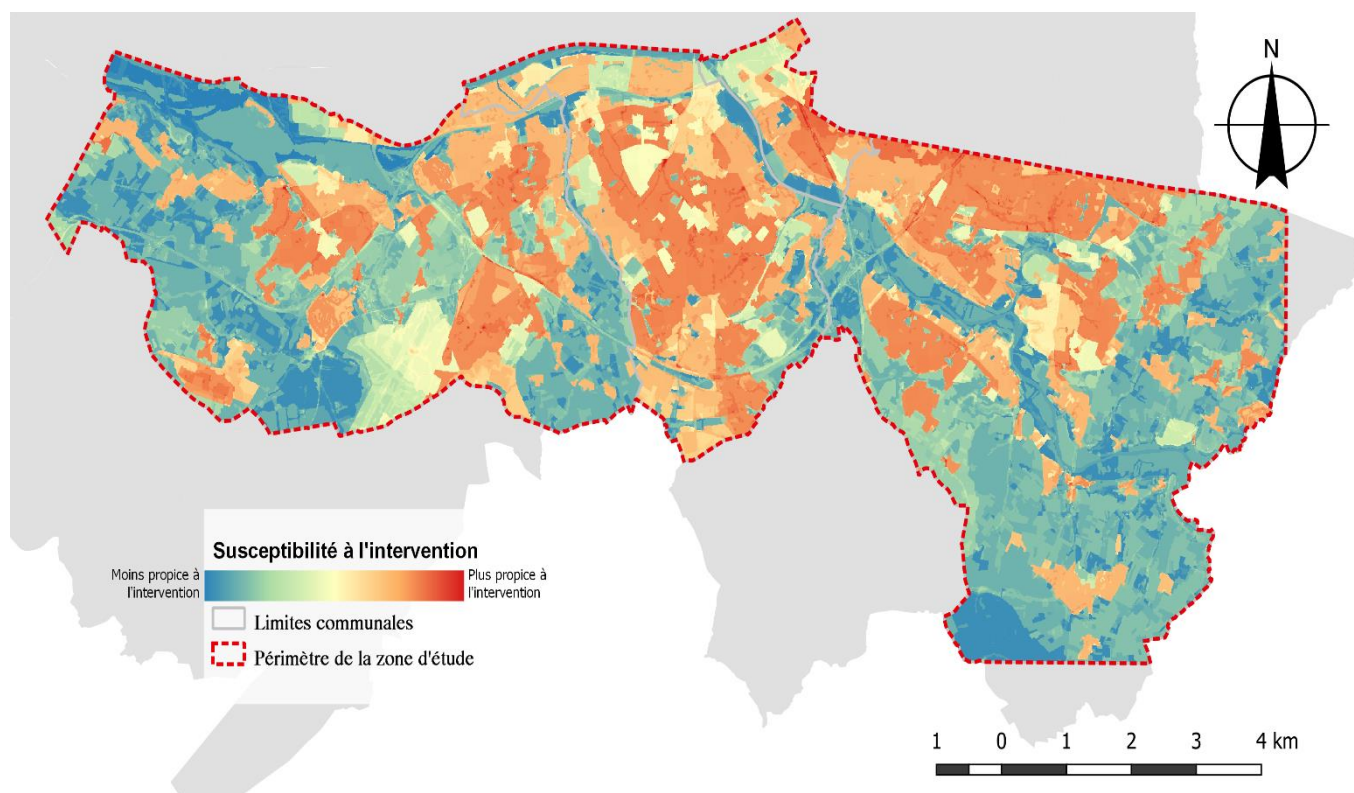 N
Susceptibilité à l'intervention
Moins propice à
l'intervention
Plus propice à
l'intervention
Limites communales
Périmètre de la zone d'étude
1 0 1 2 3 4 km